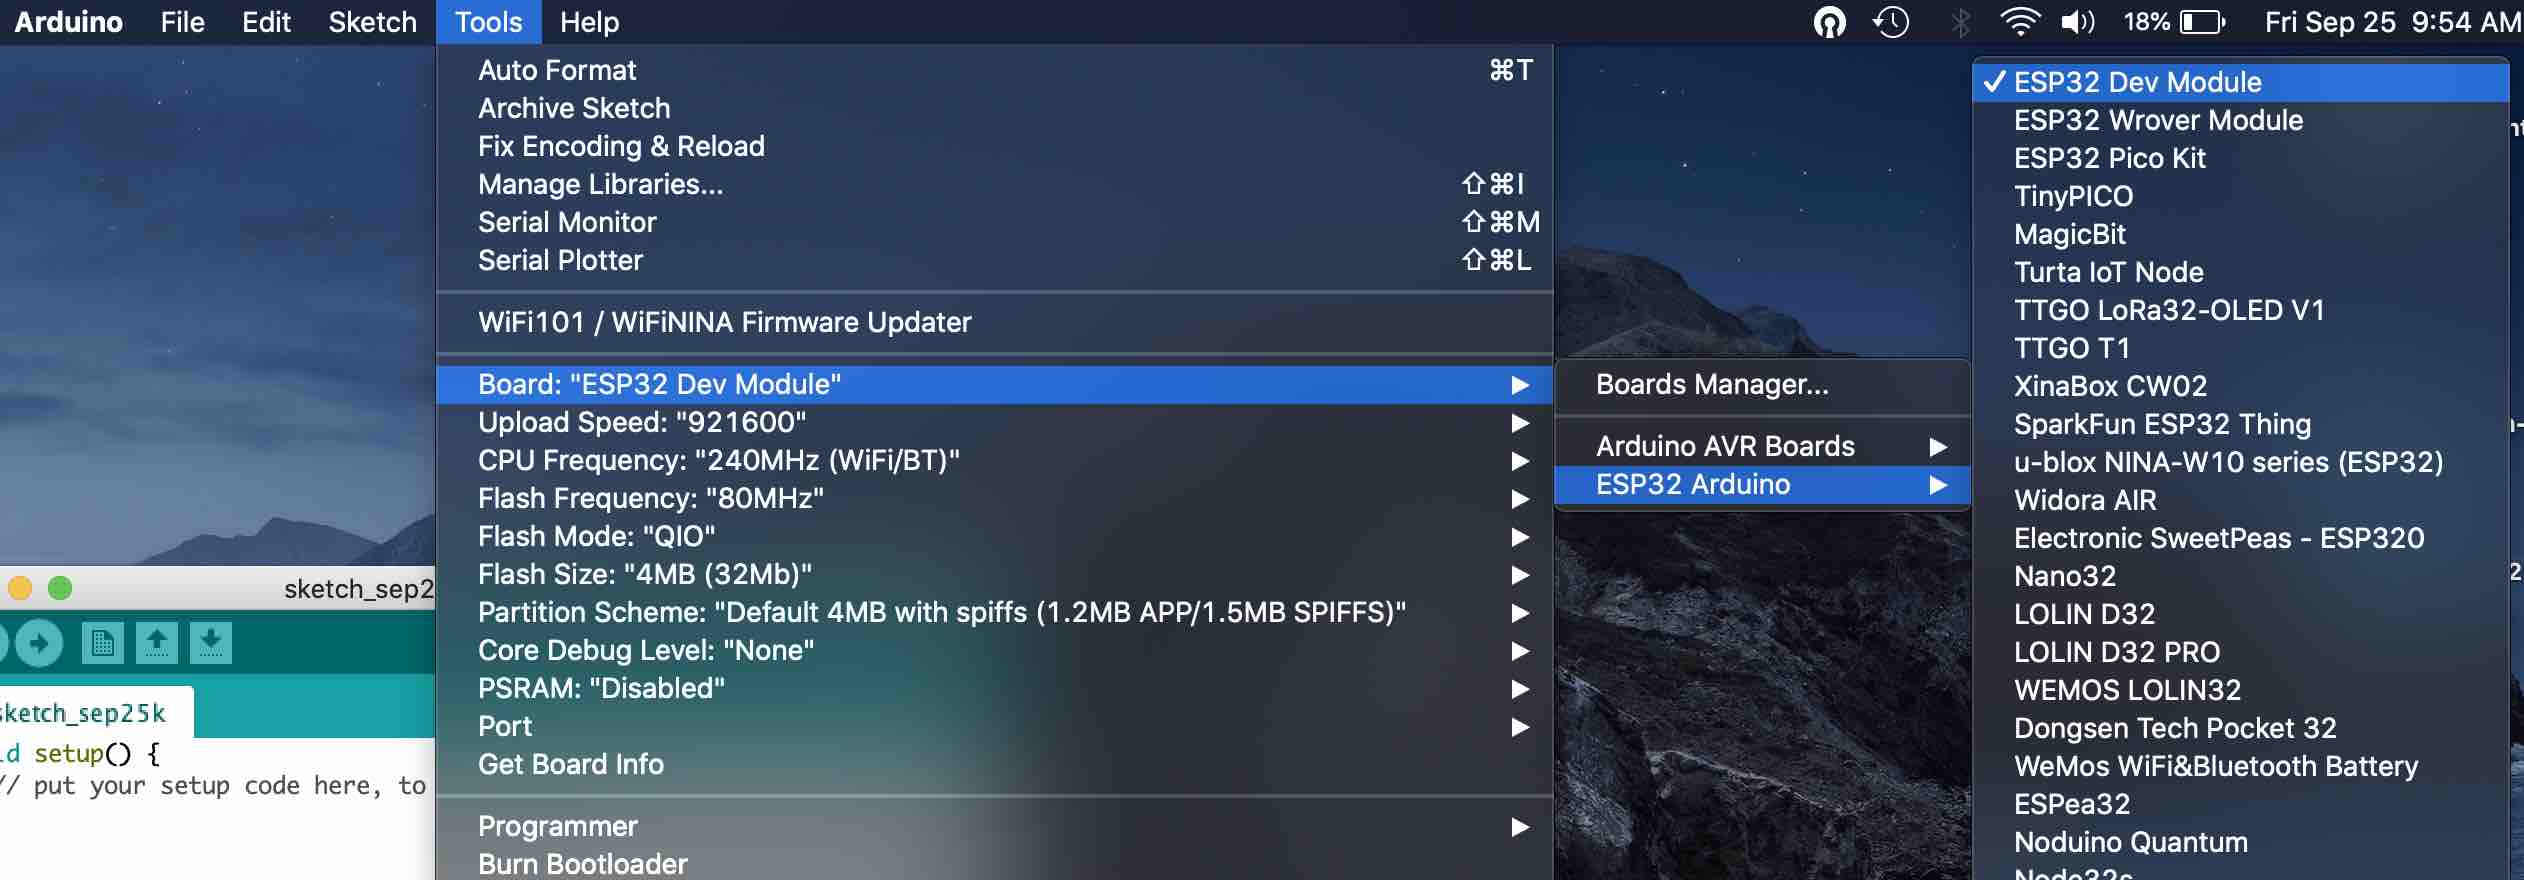 Arduino File Edit Sketch Tools Help 18% Fri Sep 25 9:54 AM
Auto Format ⌘T
Archive Sketch
Fix Encoding & Reload
Manage Libraries... ⇧⌘I
Serial Monitor ⇧⌘M
Serial Plotter ⇧⌘L
WiFi101 / WiFiNINA Firmware Updater
Board: "ESP32 Dev Module"
Upload Speed: "921600"
CPU Frequency: "240MHz (WiFi/BT)"
Flash Frequency: "80MHz"
Flash Mode: "QIO"
Flash Size: "4MB (32Mb)"
Partition Scheme: "Default 4MB with spiffs (1.2MB APP/1.5MB SPIFFS)"
Core Debug Level: "None"
PSRAM: "Disabled"
Port
Get Board Info
Programmer
Burn Bootloader
Boards Manager...
Arduino AVR Boards
ESP32 Arduino
✓ ESP32 Dev Module
ESP32 Wrover Module
ESP32 Pico Kit
TinyPICO
MagicBit
Turta IoT Node
TTGO LoRa32-OLED V1
TTGO T1
XinaBox CW02
SparkFun ESP32 Thing
u-blox NINA-W10 series (ESP32)
Widora AIR
Electronic SweetPeas - ESP320
Nano32
LOLIN D32
LOLIN D32 PRO
WEMOS LOLIN32
Dongsen Tech Pocket 32
WeMos WiFi&Bluetooth Battery
ESPea32
Noduino Quantum
Node32s
sketch_sep2
sketch_sep25k
id setup() {
// put your setup code here, to